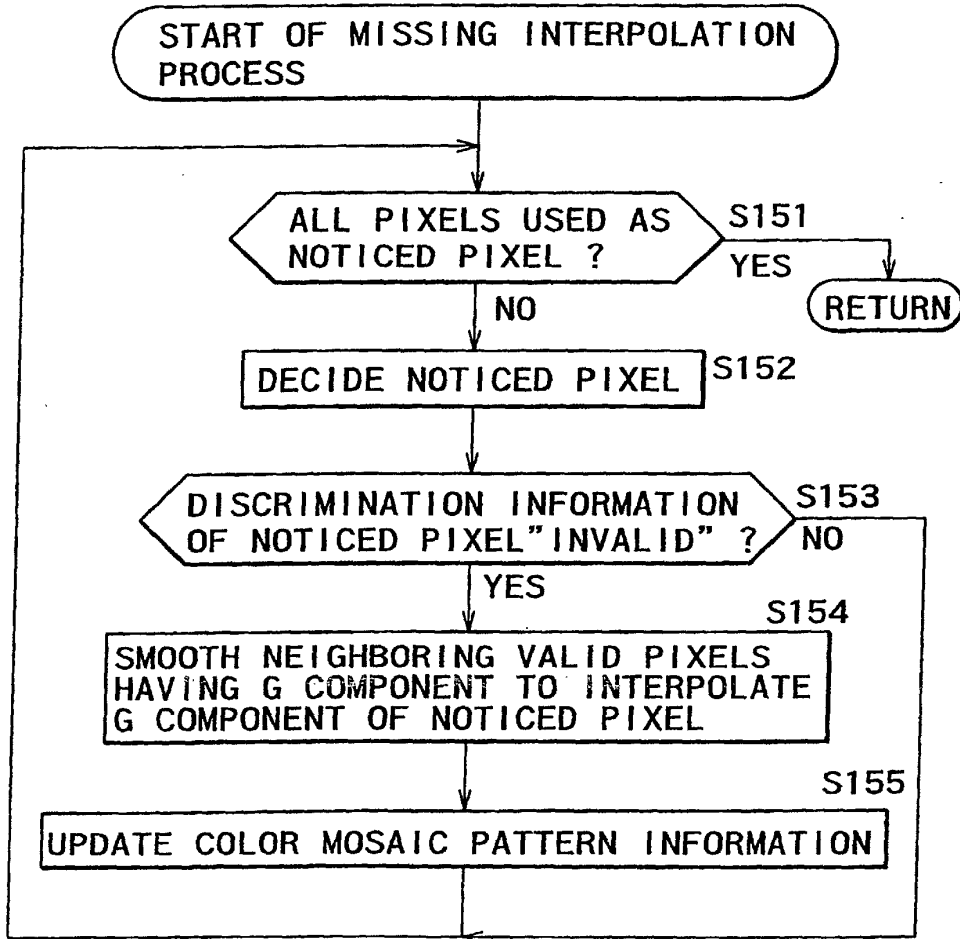 START OF MISSING INTERPOLATION
PROCESS
ALL PIXELS USED AS
NOTICED PIXEL ?
S151
YES
RETURN
NO
DECIDE NOTICED PIXEL
S152
DISCRIMINATION INFORMATION
OF NOTICED PIXEL"INVALID" ?
S153
NO
YES
S154
SMOOTH NEIGHBORING VALID PIXELS
HAVING G COMPONENT TO INTERPOLATE
G COMPONENT OF NOTICED PIXEL
S155
UPDATE COLOR MOSAIC PATTERN INFORMATION